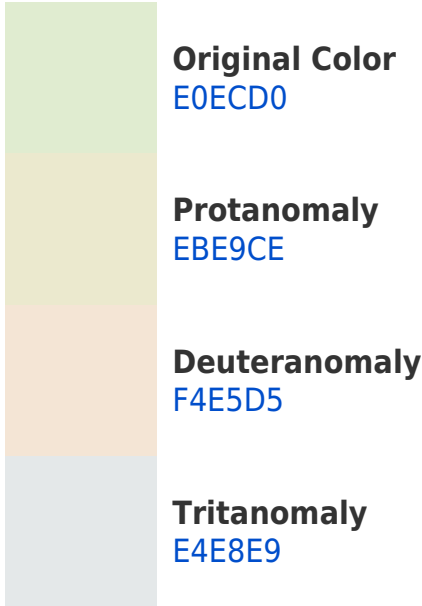 Original Color
E0ECD0
Protanomaly
EBE9CE
Deuteranomaly
F4E5D5
Tritanomaly
E4E8E9